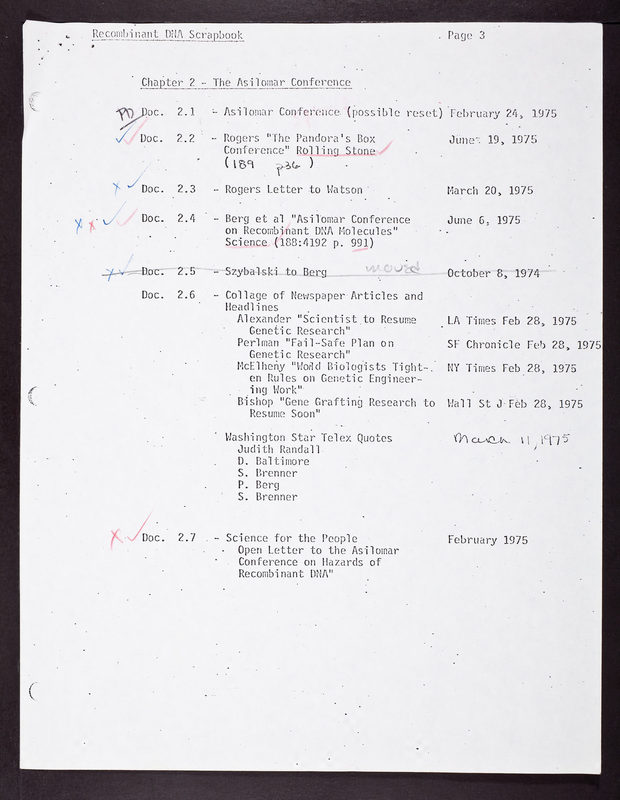 Recombinant DNA Scrapbook Page 3
Chapter 2 - The Asilomar Conference
PD Doc. 2.1 - Asilomar Conference (possible reset) February 24, 1975
Doc. 2.2 - Rogers "The Pandora's Box June 19, 1975
Conference" Rolling Stone
(189 p36 )
Doc. 2.3 - Rogers Letter to Watson March 20, 1975
Doc. 2.4 - Berg et al "Asilomar Conference June 6, 1975
on Recombinant DNA Molecules"
Science (188:4192 p. 991)
Doc. 2.5 - Szybalski to Berg moved October 8, 1974
Doc. 2.6 - Collage of Newspaper Articles and
Headlines
Alexander "Scientist to Resume LA Times Feb 28, 1975
Genetic Research"
Perlman "Fail-Safe Plan on SF Chronicle Feb 28, 1975
Genetic Research"
McElheny "World Biologists Tight- NY Times Feb 28, 1975
en Rules on Genetic Engineer-
ing Work"
Bishop "Gene Grafting Research to Wall St J Feb 28, 1975
Resume Soon"
Washington Star Telex Quotes March 11, 1975
Judith Randall
D. Baltimore
S. Brenner
P. Berg
S. Brenner
Doc. 2.7 - Science for the People February 1975
Open Letter to the Asilomar
Conference on Hazards of
Recombinant DNA"